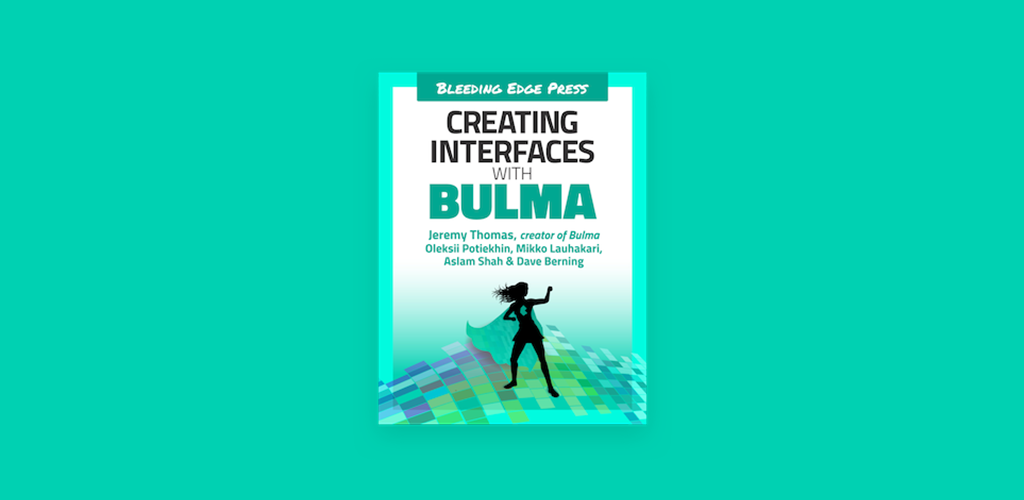 Bleeding Edge Press
CREATING
INTERFACES
WITH
BULMA
Jeremy Thomas, creator of Bulma
Oleksii Potiekhin, Mikko Lauhakari,
Aslam Shah & Dave Berning